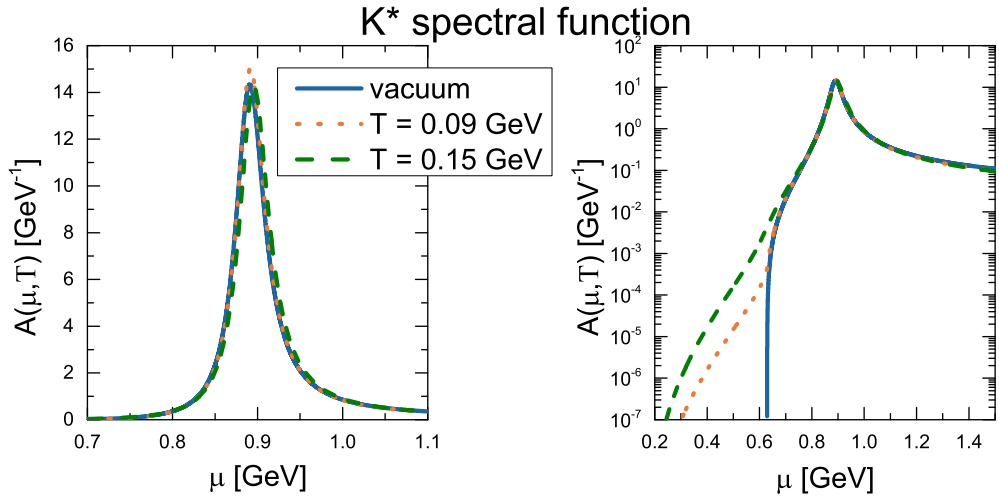 K* spectral function
16
14
12
10
8
6
4
2
0
0.7 0.8 0.9 1.0 1.1
A(μ,T) [GeV⁻¹]
μ [GeV]
vacuum
T = 0.09 GeV
T = 0.15 GeV
10²
10¹
10⁰
10⁻¹
10⁻²
10⁻³
10⁻⁴
10⁻⁵
10⁻⁶
10⁻⁷
0.2 0.4 0.6 0.8 1.0 1.2 1.4
A(μ,T) [GeV⁻¹]
μ [GeV]